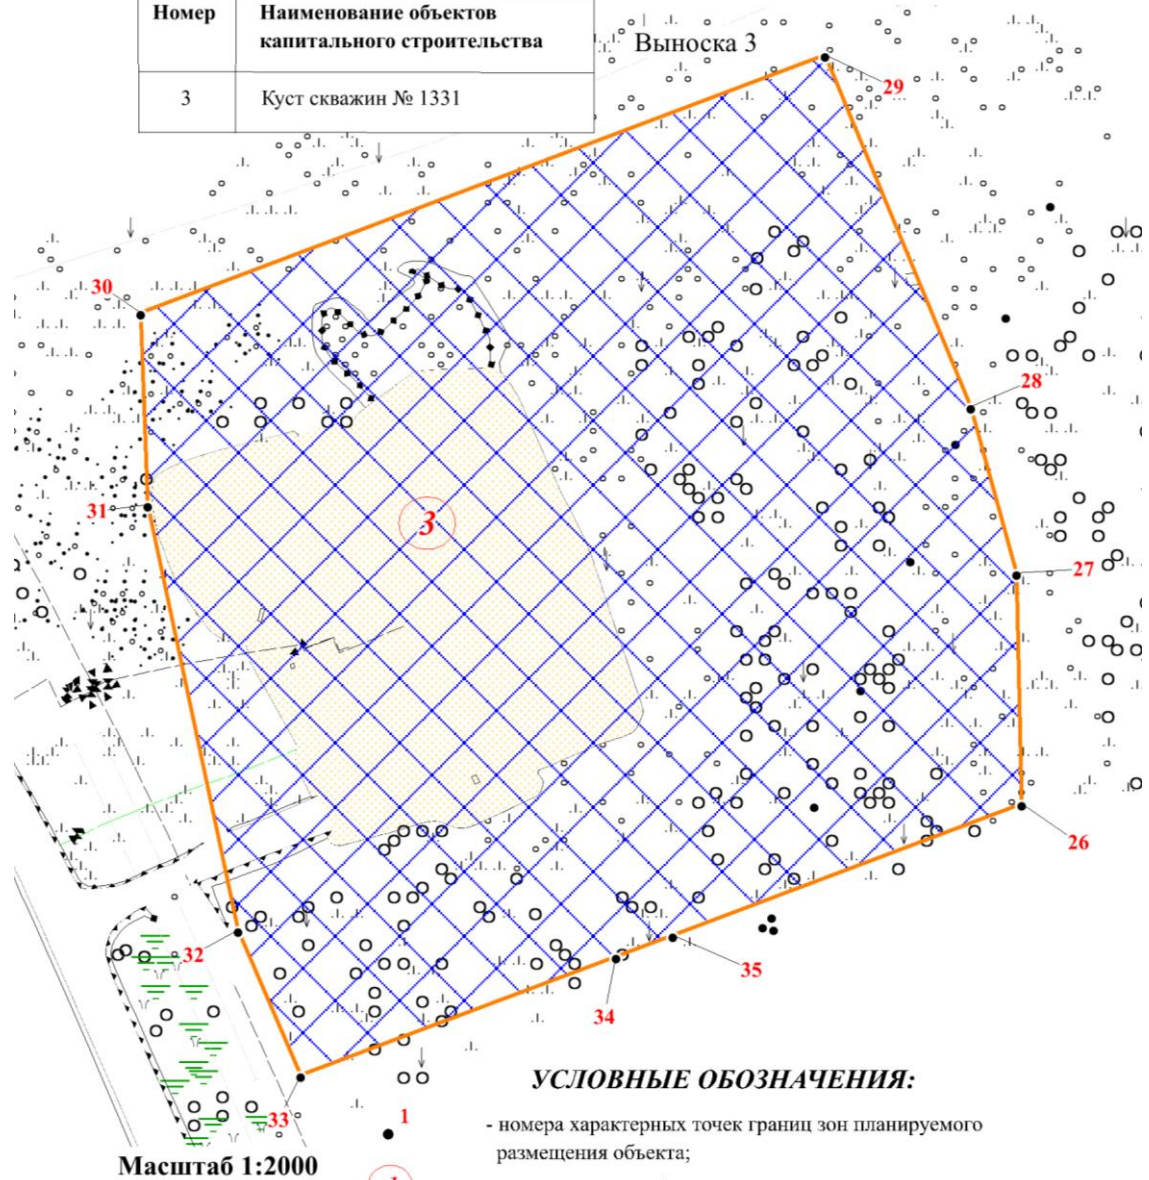 Номер
Наименование объектов
капитального строительства
3
Куст скважин № 1331
Выноска 3
29
30
28
31
3
27
26
32
35
34
33
УСЛОВНЫЕ ОБОЗНАЧЕНИЯ:
1
- номера характерных точек границ зон планируемого
размещения объекта;
Масштаб 1:2000